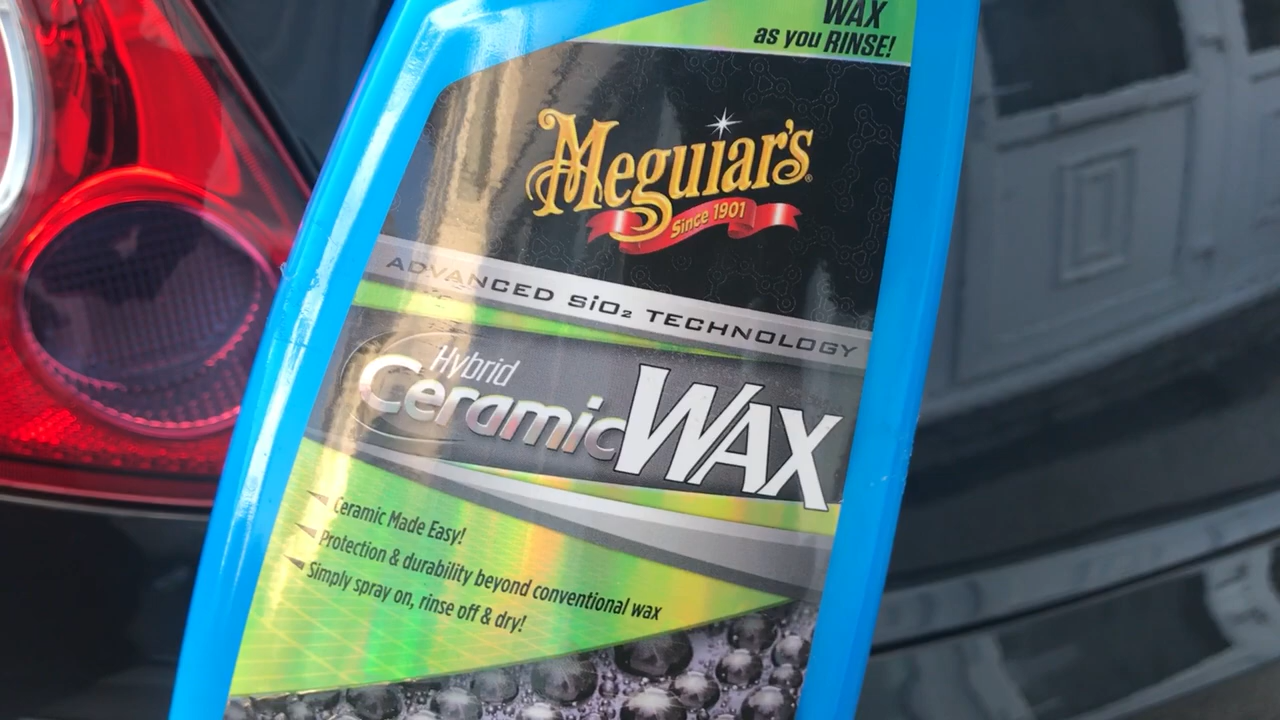 WAX
as you RINSE!
Meguiar's
Since 1901
ADVANCED SiO₂ TECHNOLOGY
Hybrid
Ceramic WAX
Ceramic Made Easy!
Protection & durability beyond conventional wax
Simply spray on, rinse off & dry!